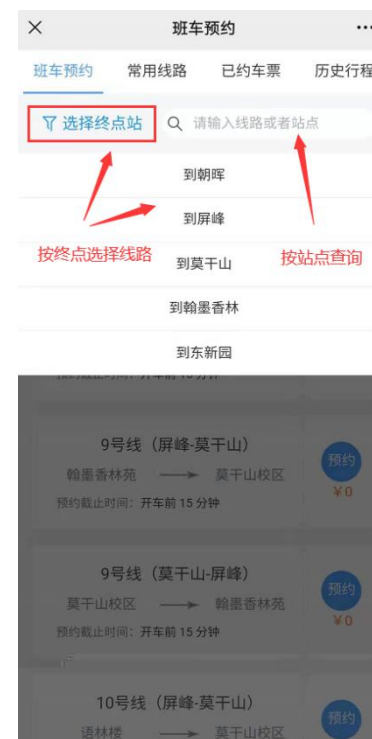 班车预约
班车预约 常用线路 已约车票 历史行程
选择终点站 请输入线路或者站点
到朝晖
到屏峰
按终点选择线路 到莫干山 按站点查询
到翰墨香林
到东新园
9号线（屏峰-莫干山）
翰墨香林苑 莫干山校区
预约
¥0
预约截止时间：开车前 15 分钟
9号线（莫干山-屏峰）
莫干山校区 翰墨香林苑
预约
¥0
预约截止时间：开车前 15 分钟
10号线（屏峰-莫干山）
语林楼 莫干山校区
预约